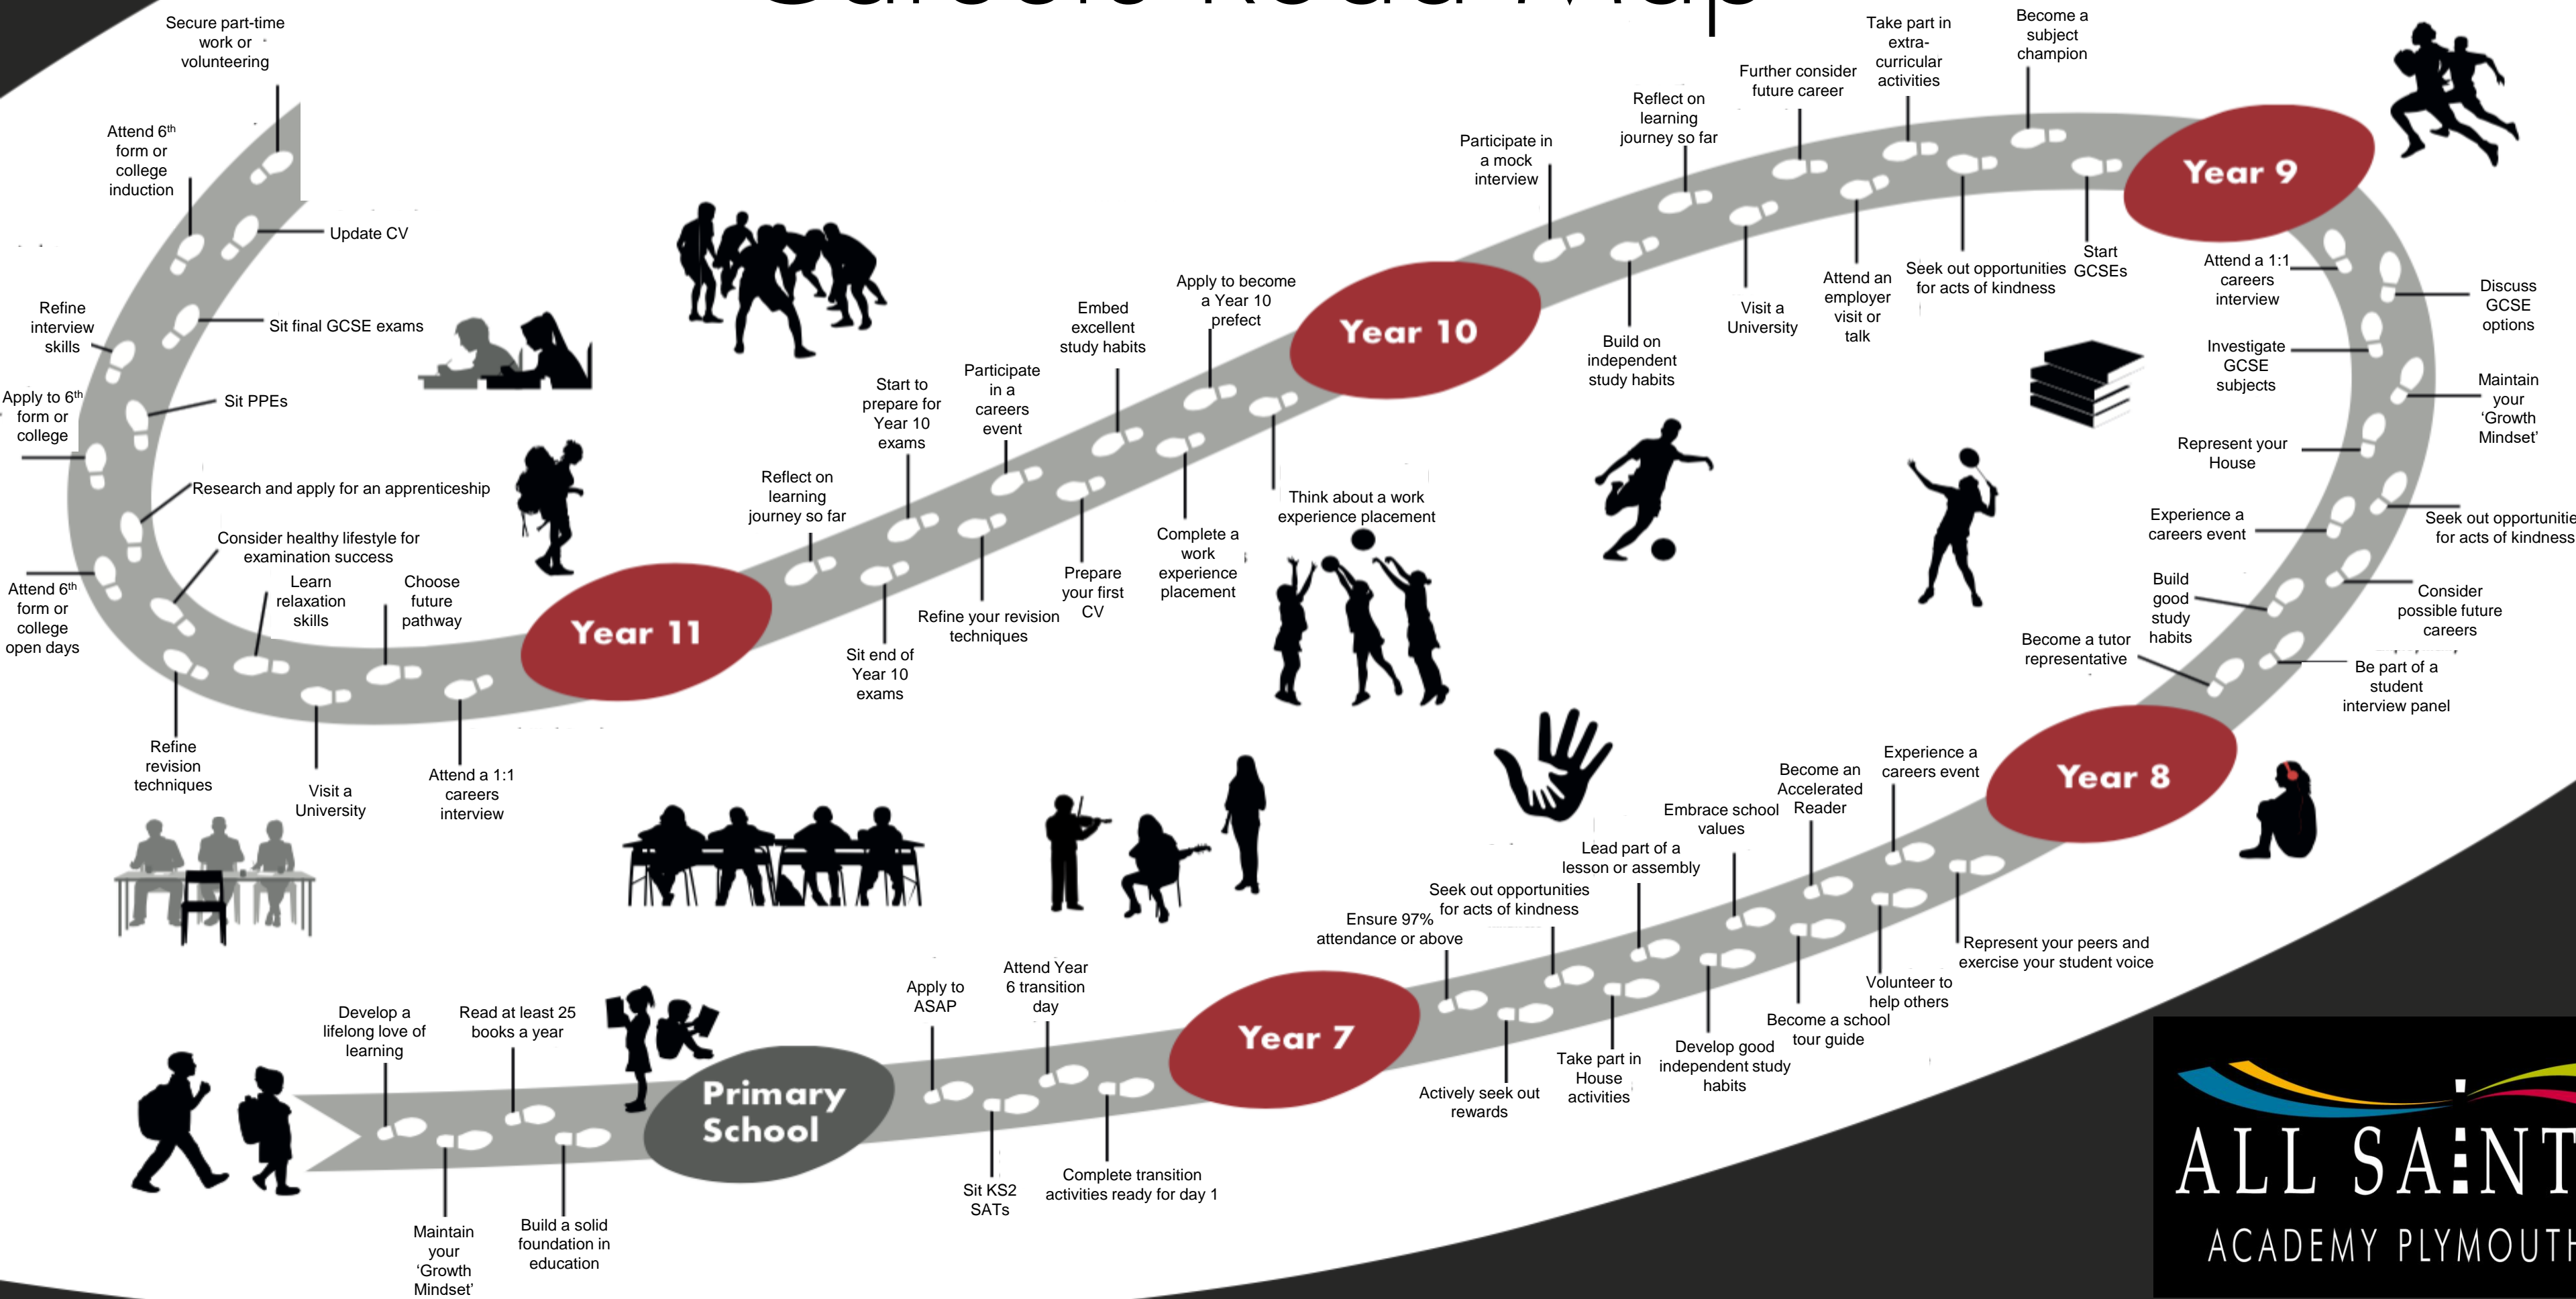 Careers Road Map
Secure part-time
work or
volunteering
Attend 6th
form or
college
induction
Update CV
Refine
interview
skills
Sit final GCSE exams
Apply to 6th
form or
college
Sit PPEs
Research and apply for an apprenticeship
Consider healthy lifestyle for
examination success
Attend 6th
form or
college
open days
Learn
relaxation
skills
Choose
future
pathway
Refine
revision
techniques
Visit a
University
Attend a 1:1
careers
interview
Year 11
Reflect on
learning
journey so far
Start to
prepare for
Year 10
exams
Participate
in a
careers
event
Embed
excellent
study habits
Apply to become
a Year 10
prefect
Sit end of
Year 10
exams
Refine your revision
techniques
Prepare
your first
CV
Complete a
work
experience
placement
Think about a work
experience placement
Year 10
Participate in
a mock
interview
Reflect on
learning
journey so far
Further consider
future career
Take part in
extra-
curricular
activities
Become a
subject
champion
Build on
independent
study habits
Visit a
University
Attend an
employer
visit or
talk
Seek out opportunities
for acts of kindness
Start
GCSEs
Year 9
Attend a 1:1
careers
interview
Discuss
GCSE
options
Investigate
GCSE
subjects
Maintain
your
‘Growth
Mindset’
Represent your
House
Experience a
careers event
Seek out opportunitie
for acts of kindness
Build
good
study
habits
Consider
possible future
careers
Become a tutor
representative
Be part of a
student
interview panel
Year 8
Experience a
careers event
Become an
Accelerated
Reader
Embrace school
values
Lead part of a
lesson or assembly
Seek out opportunities
for acts of kindness
Ensure 97%
attendance or above
Represent your peers and
exercise your student voice
Volunteer to
help others
Become a school
tour guide
Develop good
independent study
habits
Take part in
House
activities
Actively seek out
rewards
Year 7
Apply to
ASAP
Attend Year
6 transition
day
Sit KS2
SATs
Complete transition
activities ready for day 1
Primary
School
Develop a
lifelong love of
learning
Read at least 25
books a year
Maintain
your
‘Growth
Mindset’
Build a solid
foundation in
education
ALL SAINT
ACADEMY PLYMOUTH